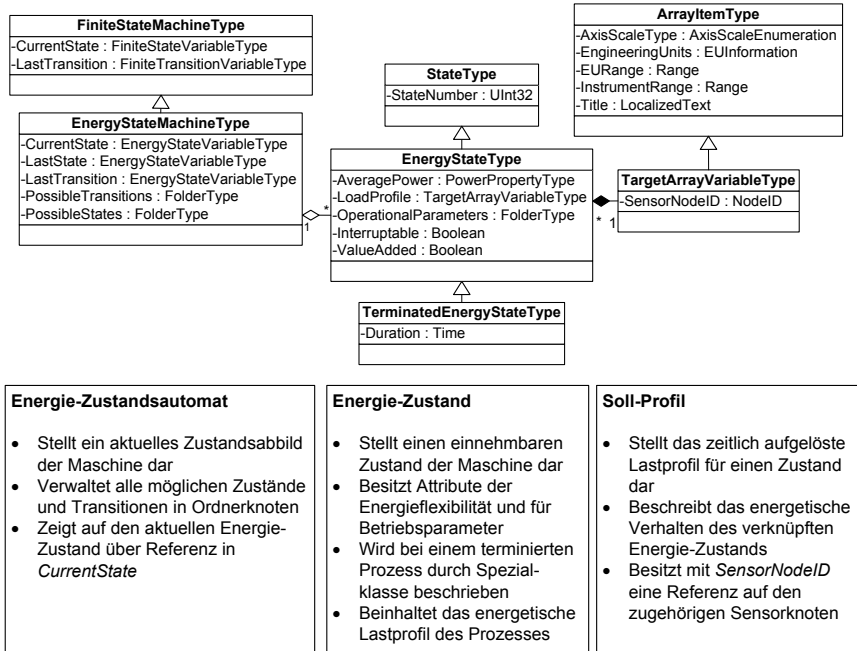 FiniteStateMachineType
-CurrentState : FiniteStateVariableType
-LastTransition : FiniteTransitionVariableType
EnergyStateMachineType
-CurrentState : EnergyStateVariableType
-LastState : EnergyStateVariableType
-LastTransition : EnergyStateVariableType
-PossibleTransitions : FolderType
-PossibleStates : FolderType
1
*
StateType
-StateNumber : UInt32
EnergyStateType
-AveragePower : PowerPropertyType
-LoadProfile : TargetArrayVariableType
-OperationalParameters : FolderType
-Interruptable : Boolean
-ValueAdded : Boolean
* 1
TerminatedEnergyStateType
-Duration : Time
ArrayItemType
-AxisScaleType : AxisScaleEnumeration
-EngineeringUnits : EUInformation
-EURange : Range
-InstrumentRange : Range
-Title : LocalizedText
TargetArrayVariableType
-SensorNodeID : NodeID
Energie-Zustandsautomat
• Stellt ein aktuelles Zustandsabbild
der Maschine dar
• Verwaltet alle möglichen Zustände
und Transitionen in Ordnerknoten
• Zeigt auf den aktuellen Energie-
Zustand über Referenz in
CurrentState
Energie-Zustand
• Stellt einen einnehmbaren
Zustand der Maschine dar
• Besitzt Attribute der
Energieflexibilität und für
Betriebsparameter
• Wird bei einem terminierten
Prozess durch Spezial-
klasse beschrieben
• Beinhaltet das energetische
Lastprofil des Prozesses
Soll-Profil
• Stellt das zeitlich aufgelöste
Lastprofil für einen Zustand
dar
• Beschreibt das energetische
Verhalten des verknüpften
Energie-Zustands
• Besitzt mit SensorNodeID
eine Referenz auf den
zugehörigen Sensorknoten